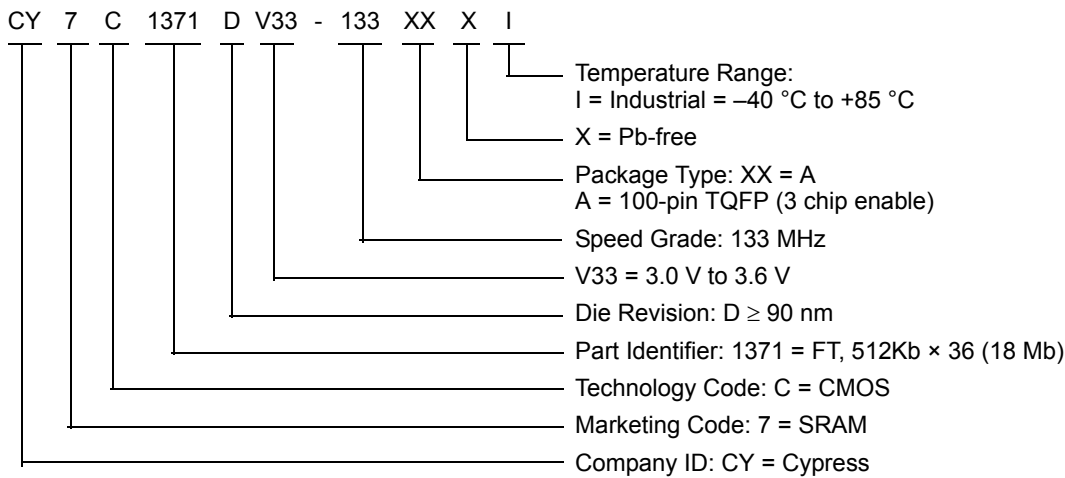 CY 7 C 1371 D V33 - 133 XX X I
Temperature Range:
I = Industrial = –40 °C to +85 °C
X = Pb-free
Package Type: XX = A
A = 100-pin TQFP (3 chip enable)
Speed Grade: 133 MHz
V33 = 3.0 V to 3.6 V
Die Revision: D ≥ 90 nm
Part Identifier: 1371 = FT, 512Kb × 36 (18 Mb)
Technology Code: C = CMOS
Marketing Code: 7 = SRAM
Company ID: CY = Cypress